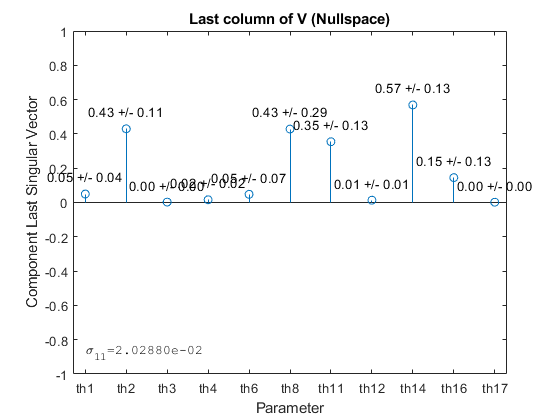 Last column of V (Nullspace)
Component Last Singular Vector
1
0.8
0.6
0.4
0.2
0
-0.2
-0.4
-0.6
-0.8
-1
0.05 +/- 0.04
0.43 +/- 0.11
0.00 +/- 0.00
0.02 +/- 0.02
0.05 +/- 0.07
0.43 +/- 0.29
0.35 +/- 0.13
0.01 +/- 0.01
0.57 +/- 0.13
0.15 +/- 0.13
0.00 +/- 0.00
σ11=2.02880e-02
th1 th2 th3 th4 th6 th8 th11 th12 th14 th16 th17
Parameter